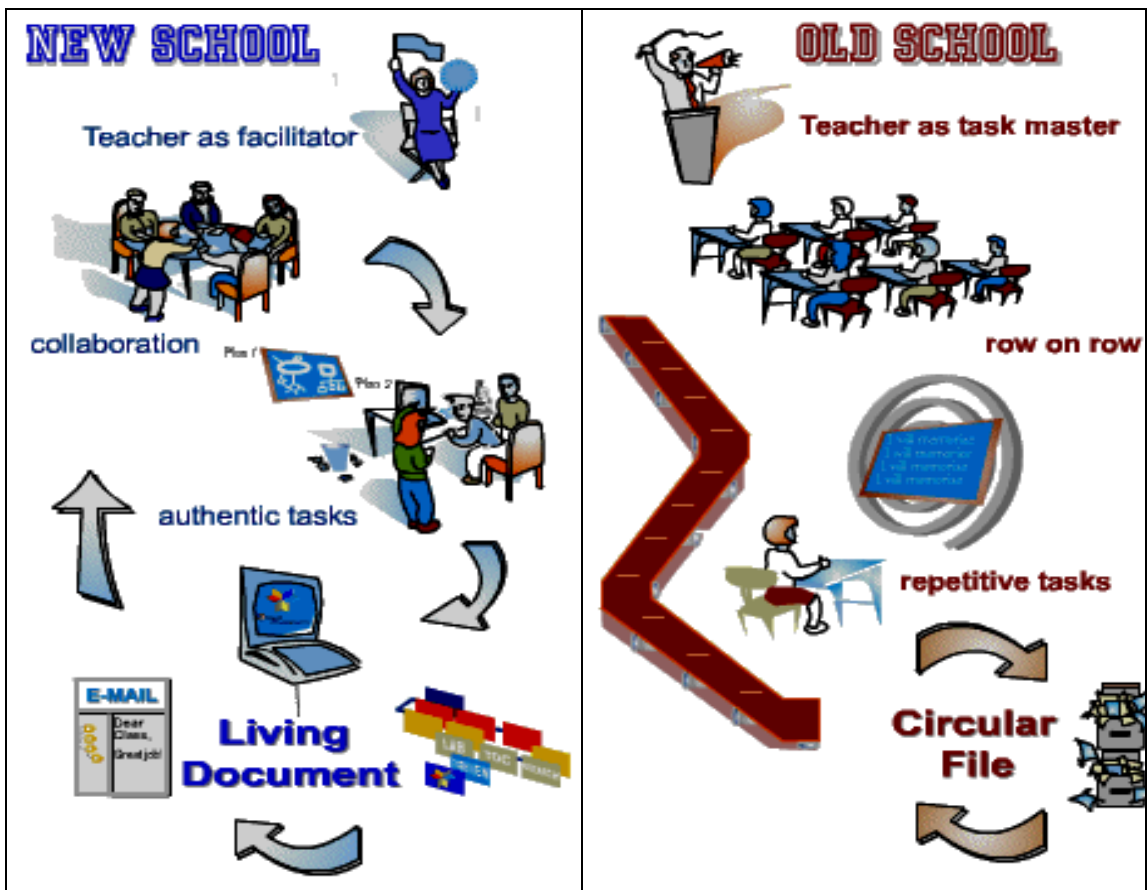 NEW SCHOOL
Teacher as facilitator
collaboration
Plan 1
Plan 2
authentic tasks
E-MAIL
Dear
Class,
Great job!
Living
Document
LAB
OLD SCHOOL
Teacher as task master
row on row
I will memorize
I will memorize
I will memorize
I will memorize
repetitive tasks
Circular
File